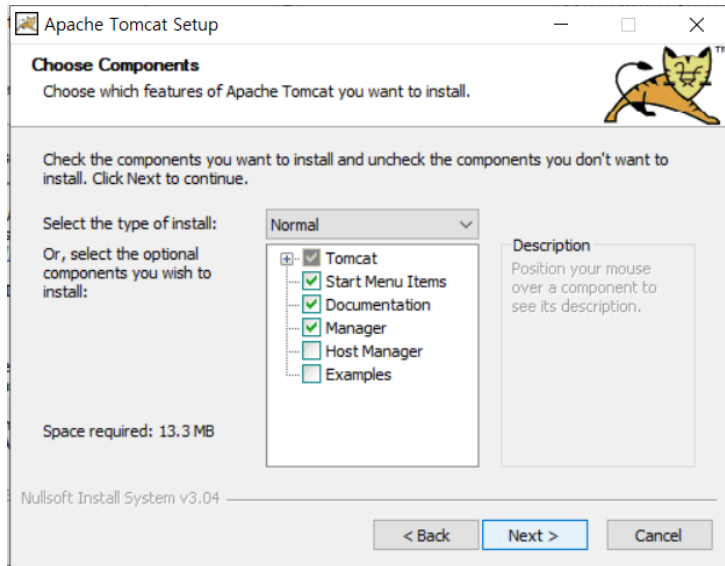 Apache Tomcat Setup
Choose Components
Choose which features of Apache Tomcat you want to install.
TM
Check the components you want to install and uncheck the components you don't want to
install. Click Next to continue.
Select the type of install:
Normal
Or, select the optional
components you wish to
install:
Tomcat
Start Menu Items
Documentation
Manager
Host Manager
Examples
Description
Position your mouse
over a component to
see its description.
Space required: 13.3 MB
Nullsoft Install System v3.04
< Back
Next >
Cancel